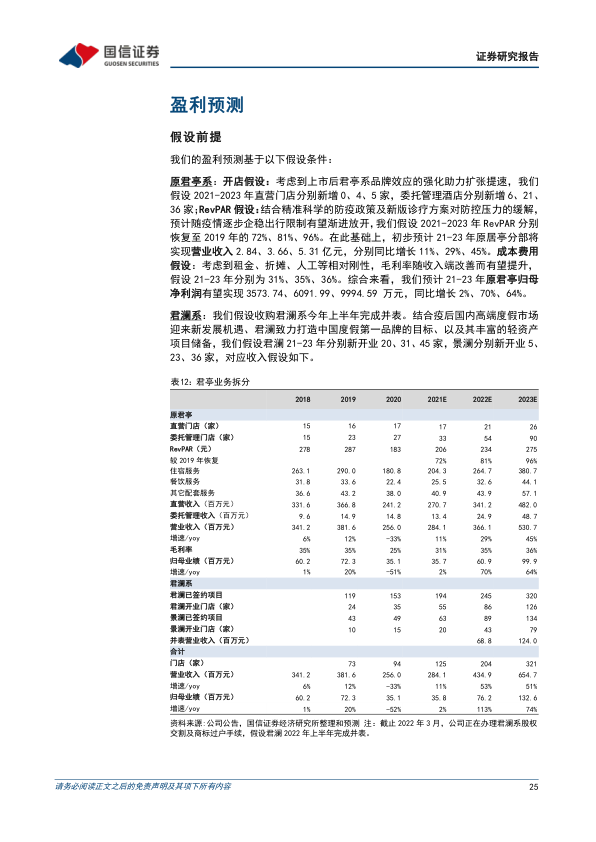 国信证券
GUOSEN SECURITIES
证券研究报告
盈利预测
假设前提
我们的盈利预测基于以下假设条件:
原君亭系:开店假设:考虑到上市后君亭系品牌效应的强化助力扩张提速,我们
假设 2021-2023 年直营门店分别新增 0、4、5 家,委托管理酒店分别新增 6、21、
36 家;RevPAR 假设:结合精准科学的防疫政策及新版诊疗方案对防控压力的缓解,
预计随疫情逐步企稳出行限制有望渐进放开,我们假设 2021-2023 年 RevPAR 分别
恢复至 2019 年的 72%、81%、96%。在此基础上,初步预计 21-23 年原居亭分部将
实现营业收入 2.84、3.66、5.31 亿元,分别同比增长 11%、29%、45%。成本费用
假设:考虑到租金、折摊、人工等相对刚性,毛利率随收入端改善而有望提升,
假设 21-23 年分别为 31%、35%、36%。综合来看,我们预计 21-23 年原君亭归母
净利润有望实现 3573.74、6091.99、9994.59 万元,同比增长 2%、70%、64%。
君澜系:我们假设收购君澜系今年上半年完成并表。结合疫后国内高端度假市场
迎来新发展机遇、君澜致力打造中国度假第一品牌的目标、以及其丰富的轻资产
项目储备,我们假设君澜 21-23 年分别新开业 20、31、45 家,景澜分别新开业 5、
23、36 家,对应收入假设如下。
表12:君亭业务拆分
2018 2019 2020 2021E 2022E 2023E
原君亭
直营门店(家) 15 16 17 17 21 26
委托管理门店(家) 15 23 27 33 54 90
RevPAR(元) 278 287 183 206 234 275
较 2019 年恢复 72% 81% 96%
住宿服务 263.1 290.0 180.8 204.3 264.7 380.7
餐饮服务 31.8 33.6 22.4 25.5 32.6 44.1
其它配套服务 36.6 43.2 38.0 40.9 43.9 57.1
直营收入(百万元) 331.6 366.8 241.2 270.7 341.2 482.0
委托管理收入(百万元) 9.6 14.9 14.8 13.4 24.9 48.7
营业收入(百万元) 341.2 381.6 256.0 284.1 366.1 530.7
增速/yoy 6% 12% -33% 11% 29% 45%
毛利率 35% 35% 25% 31% 35% 36%
归母业绩(百万元) 60.2 72.3 35.1 35.7 60.9 99.9
增速/yoy 1% 20% -51% 2% 70% 64%
君澜系
君澜已签约项目 119 153 194 245 320
君澜开业门店(家) 24 35 55 86 126
景澜已签约项目 43 49 63 89 134
景澜开业门店(家) 10 15 20 43 79
并表营业收入(百万元) 68.8 124.0
合计
门店(家) 73 94 125 204 321
营业收入(百万元) 341.2 381.6 256.0 284.1 434.9 654.7
增速/yoy 6% 12% -33% 11% 53% 51%
归母业绩(百万元) 60.2 72.3 35.1 35.8 76.2 132.6
增速/yoy 1% 20% -52% 2% 113% 74%
资料来源:公司公告,国信证券经济研究所整理和预测 注:截止 2022 年 3 月,公司正在办理君澜系股权
交割及商标过户手续,假设君澜 2022 年上半年完成并表。
请务必阅读正文之后的免责声明及其项下所有内容
25